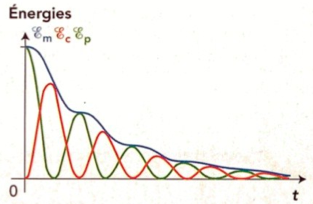 Énergies
ℰm ℰc ℰp
0
t